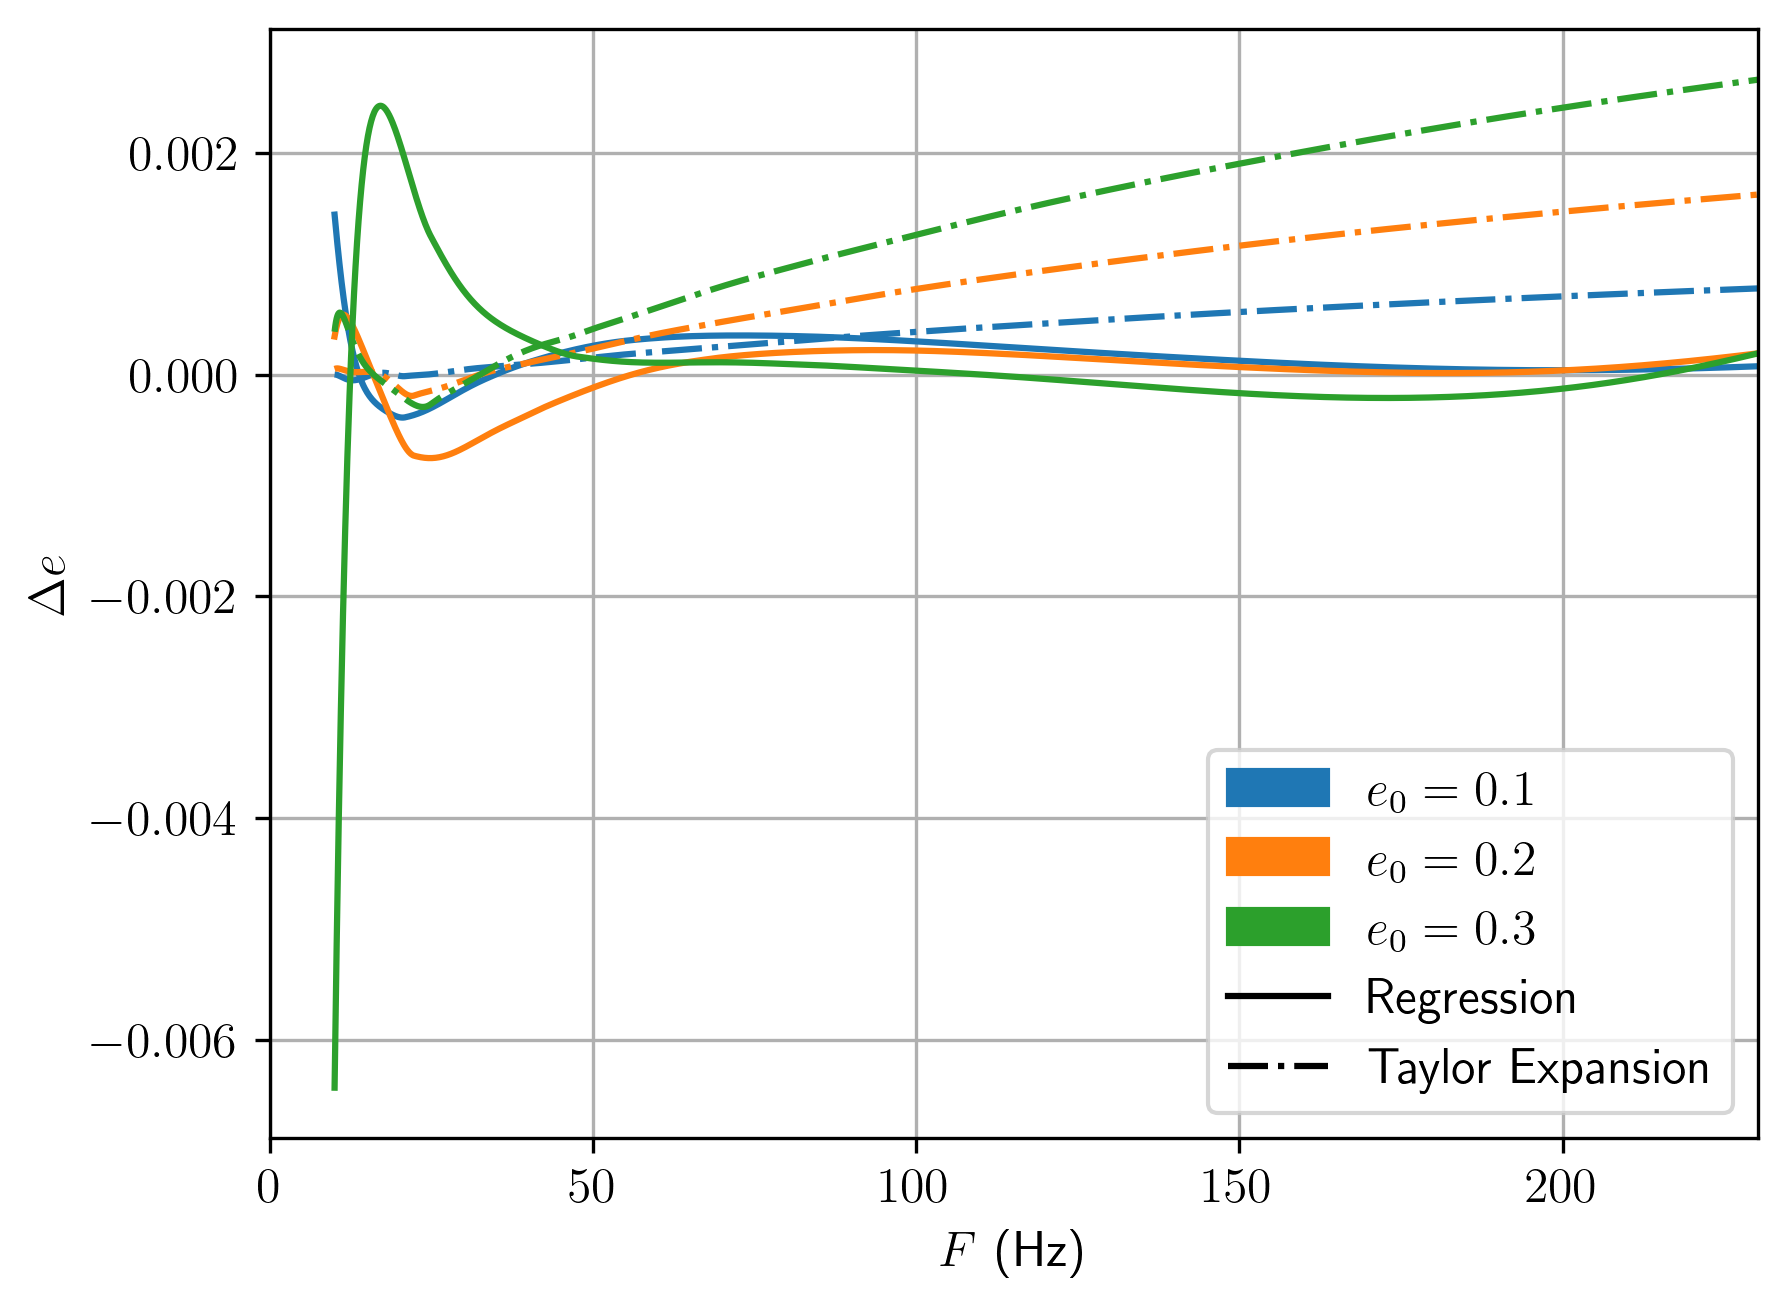 0.002
0.000
−0.002
−0.004
−0.006
Δe
0 50 100 150 200
F (Hz)
e₀ = 0.1
e₀ = 0.2
e₀ = 0.3
Regression
Taylor Expansion